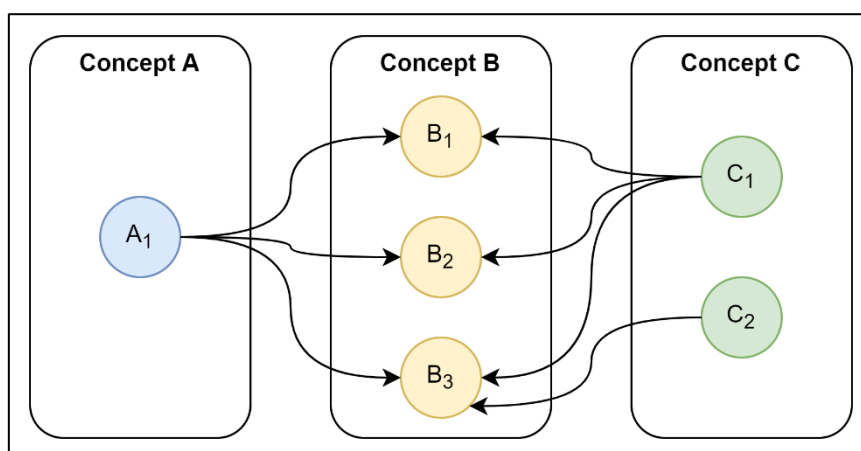 Concept A
Concept B
Concept C
A₁
B₁
B₂
B₃
C₁
C₂